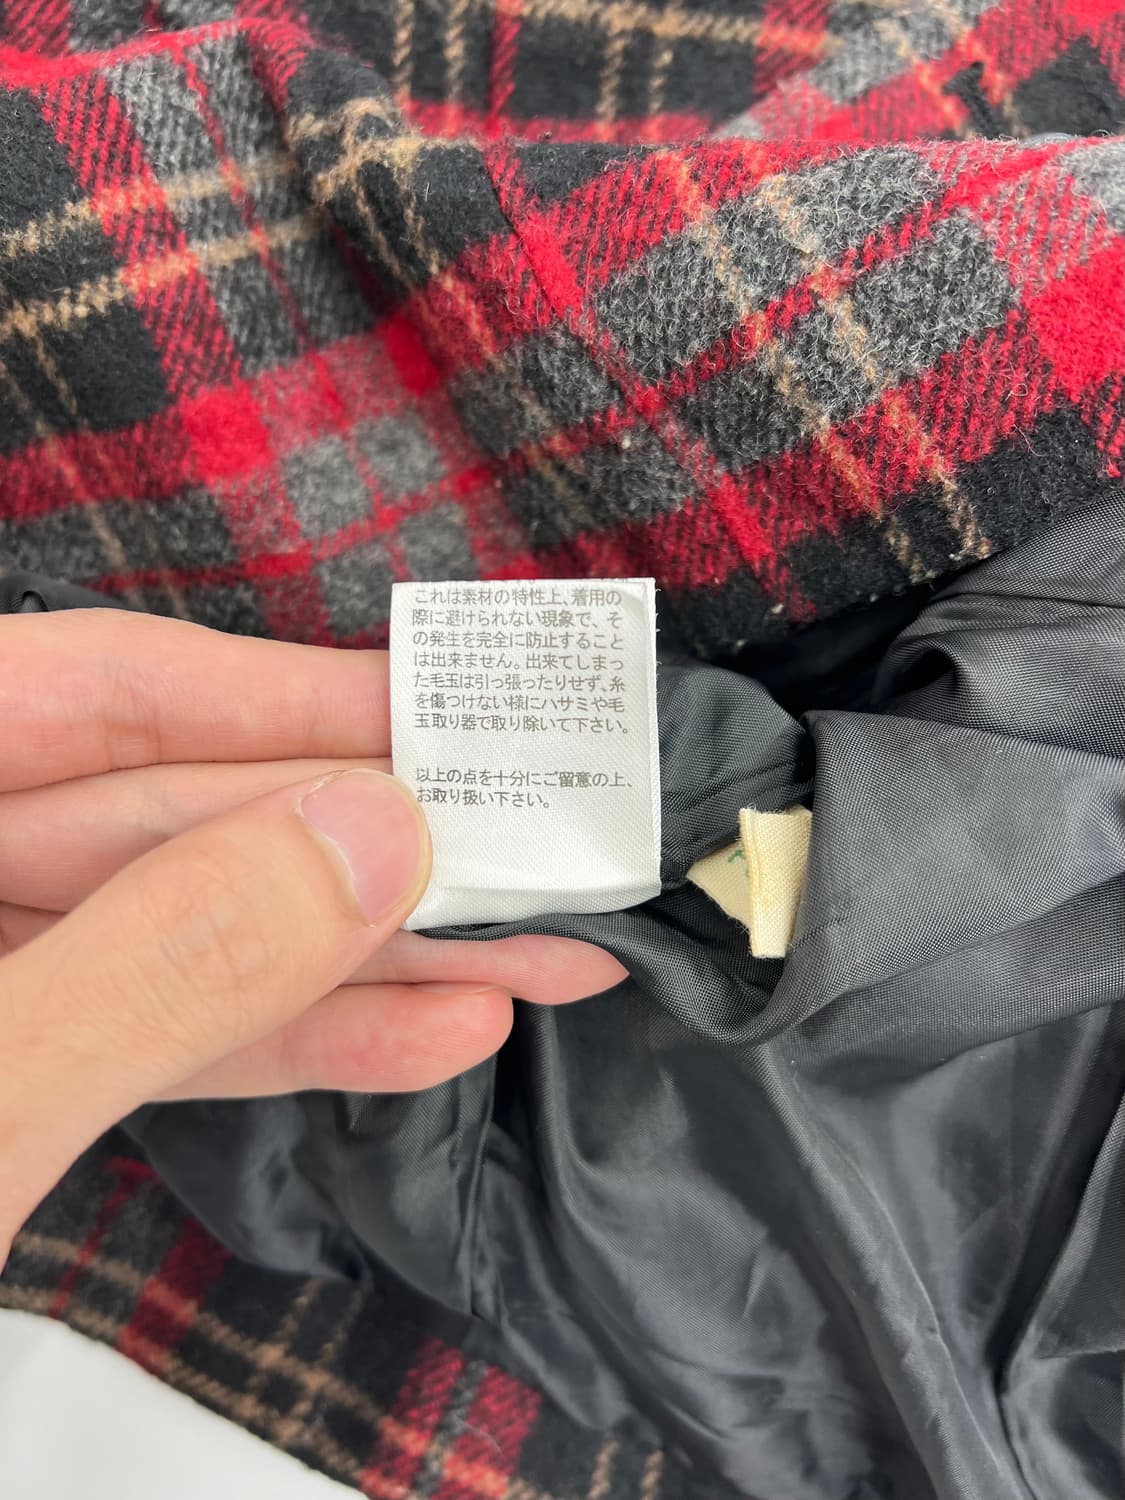 これは素材の特性上、着用の
際に避けられない現象で、そ
の発生を完全に防止すること
は出来ません。出来てしまっ
た毛玉は引っ張ったりせず、糸
を傷つけない様にハサミや毛
玉取り器で取り除いて下さい。
以上の点を十分にご留意の上、
お取り扱い下さい。